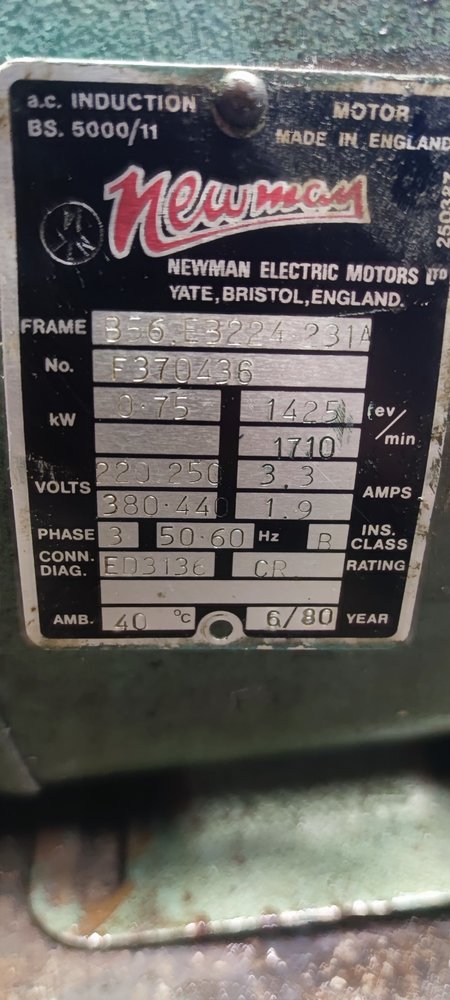 a.c. INDUCTION MOTOR
BS. 5000/11 MADE IN ENGLAND
Newman
NEWMAN ELECTRIC MOTORS LTD
YATE, BRISTOL, ENGLAND.
FRAME B56.EB224-231A
No. F370436
kW 0·75 1425 rev/min
1710
VOLTS 220·250 3.3 AMPS
380·440 1.9
PHASE 3 50·60 Hz B INS. CLASS
CONN. DIAG. ED3136 CR RATING
AMB. 40 °C 6/80 YEAR